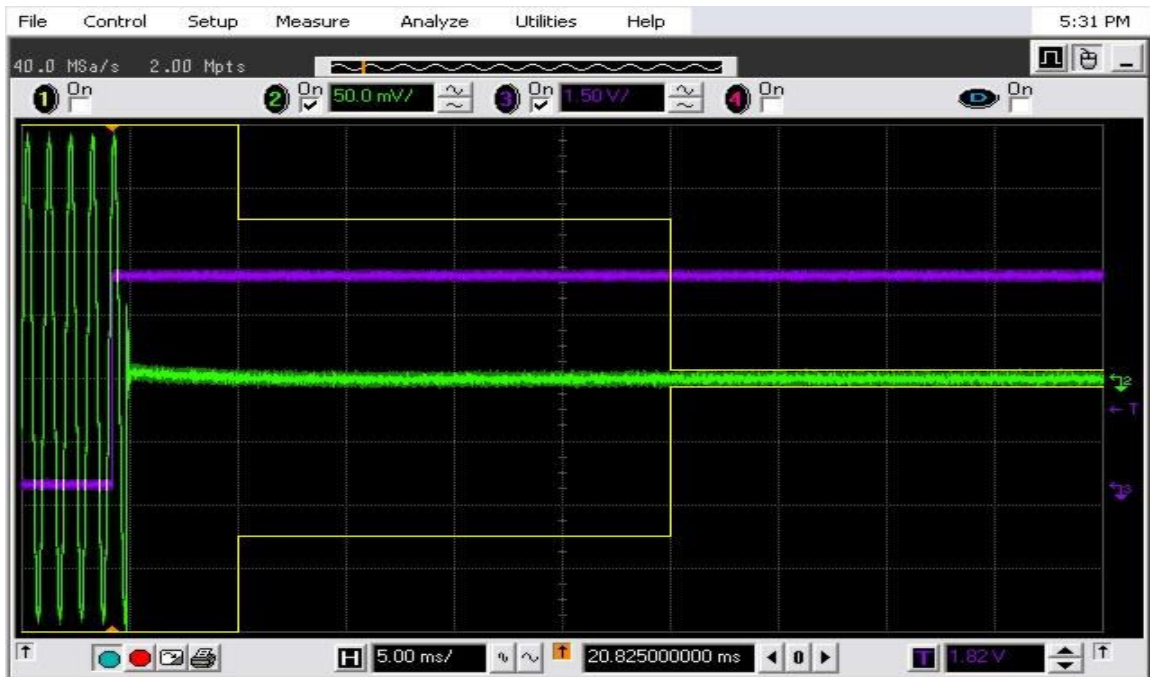 File Control Setup Measure Analyze Utilities Help 5:31 PM
40.0 MSa/s 2.00 Mpts
1 On 2 On 50.0 mV/ 3 On 1.50 V/ 4 On D On
2
T
3
H 5.00 ms/ 20.825000000 ms 0 T 1.82 V